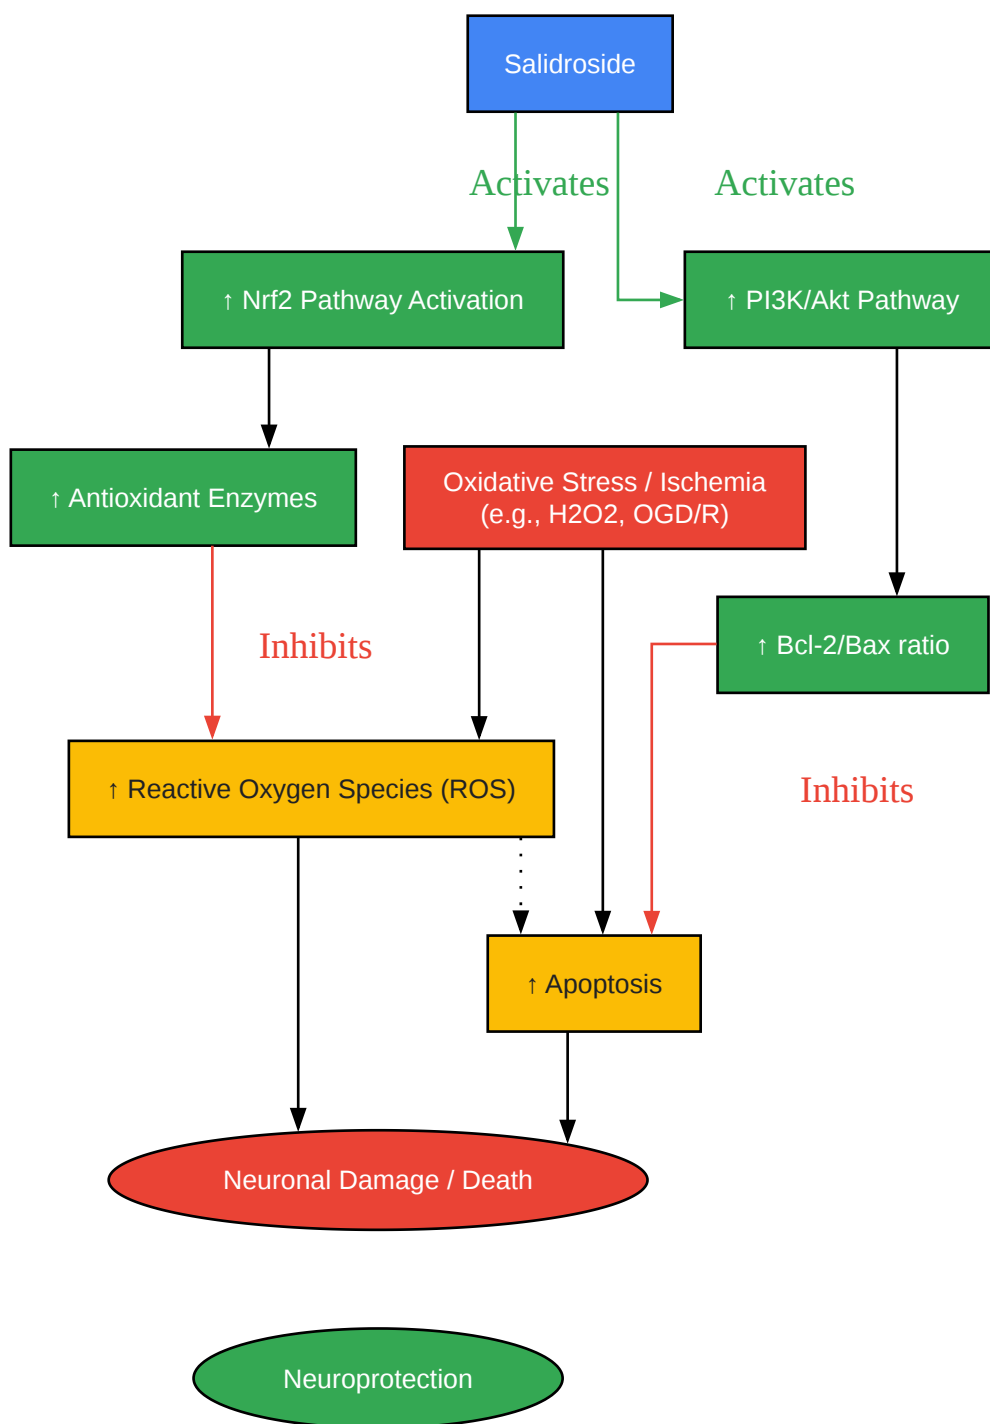 Salidroside
Activates
Activates
↑ Nrf2 Pathway Activation
↑ PI3K/Akt Pathway
↑ Antioxidant Enzymes
Oxidative Stress / Ischemia
(e.g., H2O2, OGD/R)
Inhibits
↑ Bcl-2/Bax ratio
↑ Reactive Oxygen Species (ROS)
Inhibits
↑ Apoptosis
Neuronal Damage / Death
Neuroprotection